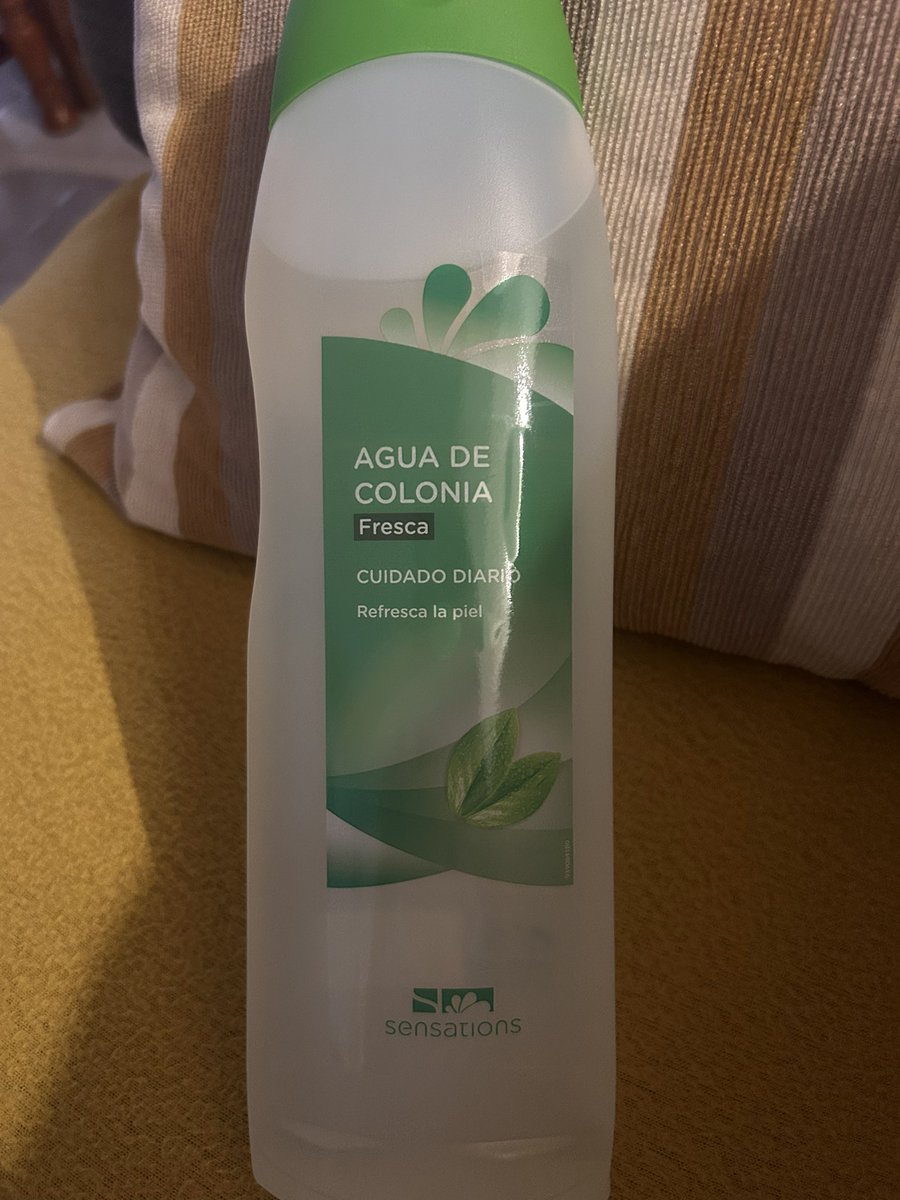 AGUA DE
COLONIA
Fresca
CUIDADO DIARIO
Refresca la piel
sensations